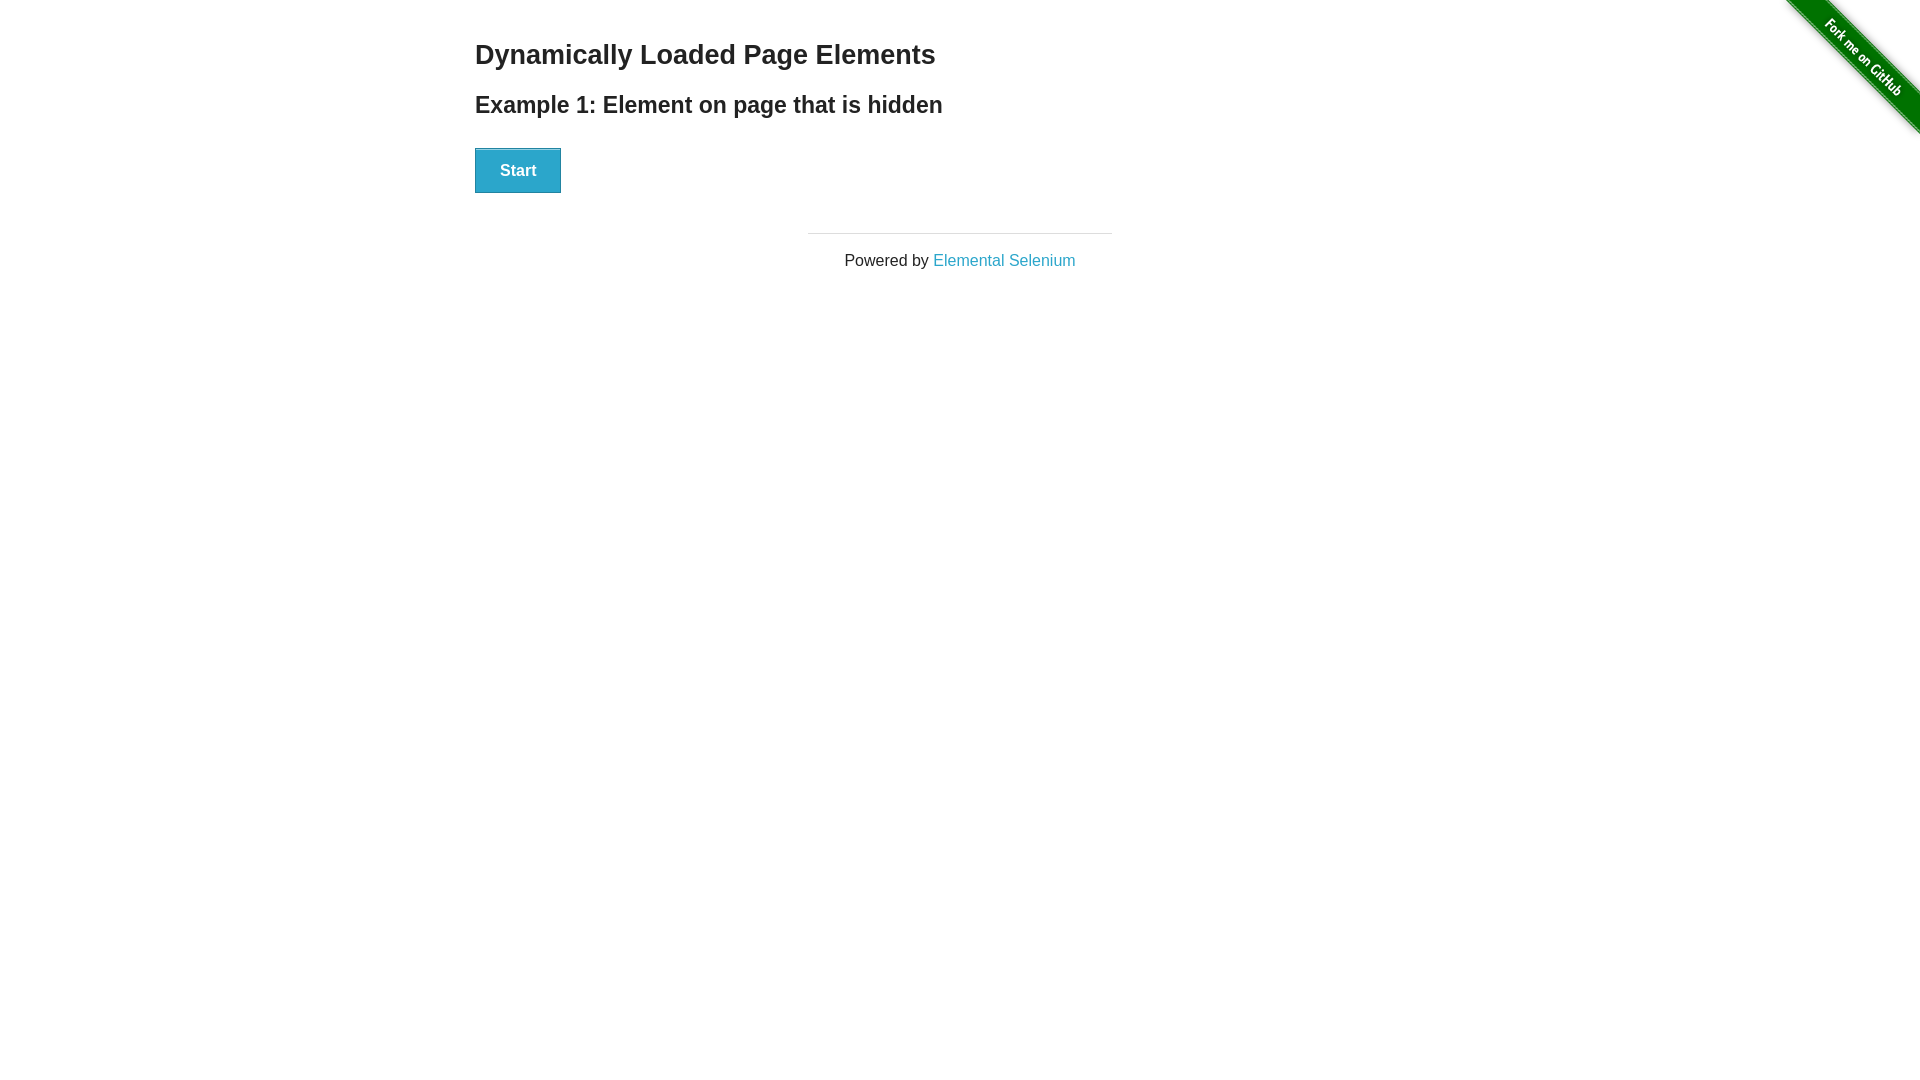 Dynamically Loaded Page Elements
Example 1: Element on page that is hidden
Start
Powered by Elemental Selenium
Fork me on GitHub